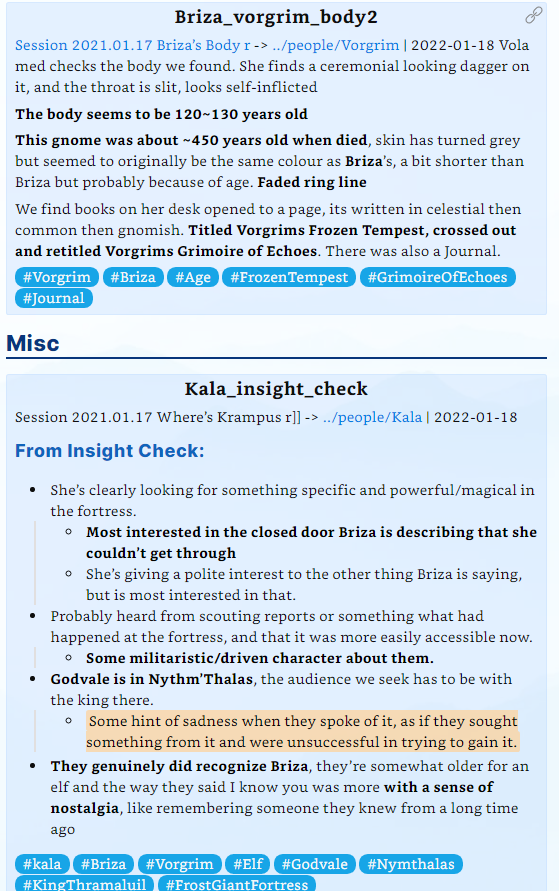 Briza_vorgrim_body2
Session 2021.01.17 Briza's Body r -> ../people/Vorgrim | 2022-01-18 Vola
med checks the body we found. She finds a ceremonial looking dagger on
it, and the throat is slit, looks self-inflicted
The body seems to be 120~130 years old
This gnome was about ~450 years old when died, skin has turned grey
but seemed to originally be the same colour as Briza's, a bit shorter than
Briza but probably because of age. Faded ring line
We find books on her desk opened to a page, its written in celestial then
common then gnomish. Titled Vorgrims Frozen Tempest, crossed out
and retitled Vorgrims Grimoire of Echoes. There was also a Journal.
#Vorgrim #Briza #Age #FrozenTempest #GrimoireOfEchoes
#Journal
Misc
Kala_insight_check
Session 2021.01.17 Where's Krampus r]] -> ../people/Kala | 2022-01-18
From Insight Check:
• She's clearly looking for something specific and powerful/magical in
the fortress.
◦ Most interested in the closed door Briza is describing that she
couldn't get through
◦ She's giving a polite interest to the other thing Briza is saying,
but is most interested in that.
• Probably heard from scouting reports or something what had
happened at the fortress, and that it was more easily accessible now.
◦ Some militaristic/driven character about them.
• Godvale is in Nythm'Thalas, the audience we seek has to be with
the king there.
◦ Some hint of sadness when they spoke of it, as if they sought
something from it and were unsuccessful in trying to gain it.
• They genuinely did recognize Briza, they're somewhat older for an
elf and the way they said I know you was more with a sense of
nostalgia, like remembering someone they knew from a long time
ago
#kala #Briza #Vorgrim #Elf #Godvale #Nymthalas
#KingThramaluil #FrostGiantFortress